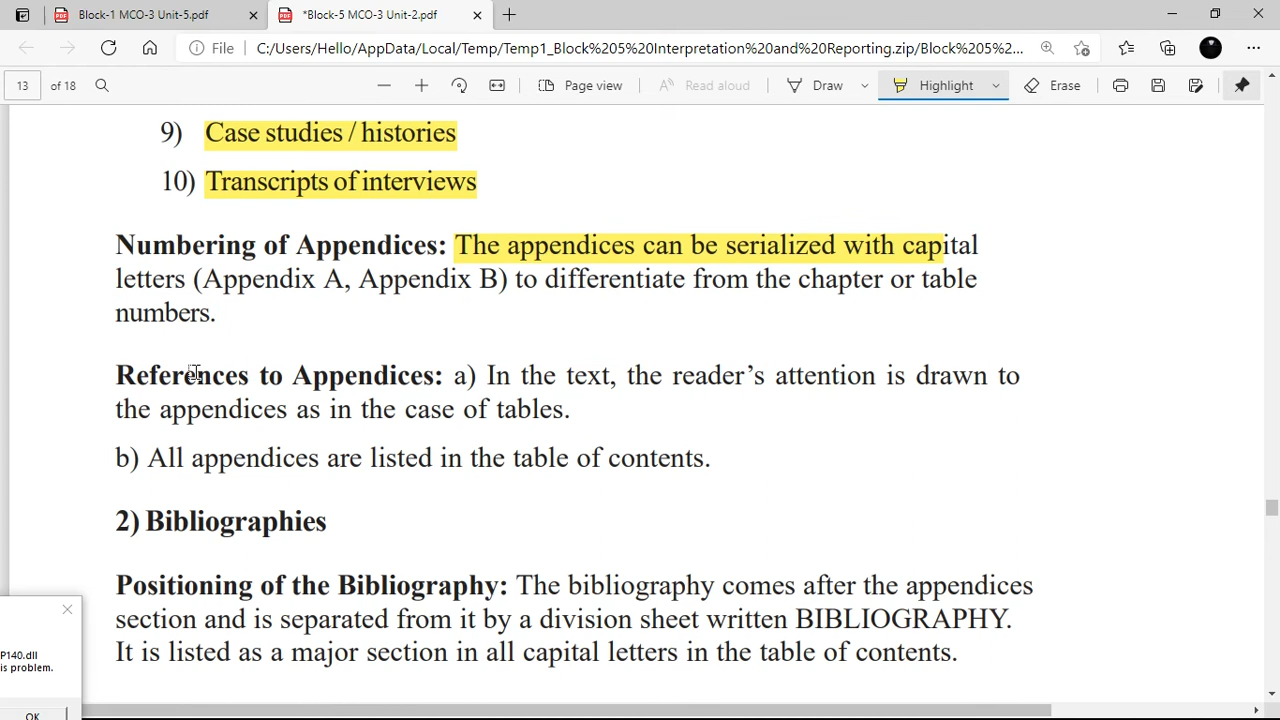 Block-1 MCO-3 Unit-5.pdf
*Block-5 MCO-3 Unit-2.pdf
File
C:/Users/Hello/AppData/Local/Temp/Temp1_Block%205%20Interpretation%20and%20Reporting.zip/Block%205%2...
13 of 18
Page view
Read aloud
Draw
Highlight
Erase
9) Case studies / histories
10) Transcripts of interviews
Numbering of Appendices: The appendices can be serialized with capital
letters (Appendix A, Appendix B) to differentiate from the chapter or table
numbers.
References to Appendices: a) In the text, the reader's attention is drawn to
the appendices as in the case of tables.
b) All appendices are listed in the table of contents.
2) Bibliographies
Positioning of the Bibliography: The bibliography comes after the appendices
section and is separated from it by a division sheet written BIBLIOGRAPHY.
It is listed as a major section in all capital letters in the table of contents.
P140.dll
is problem.
OK